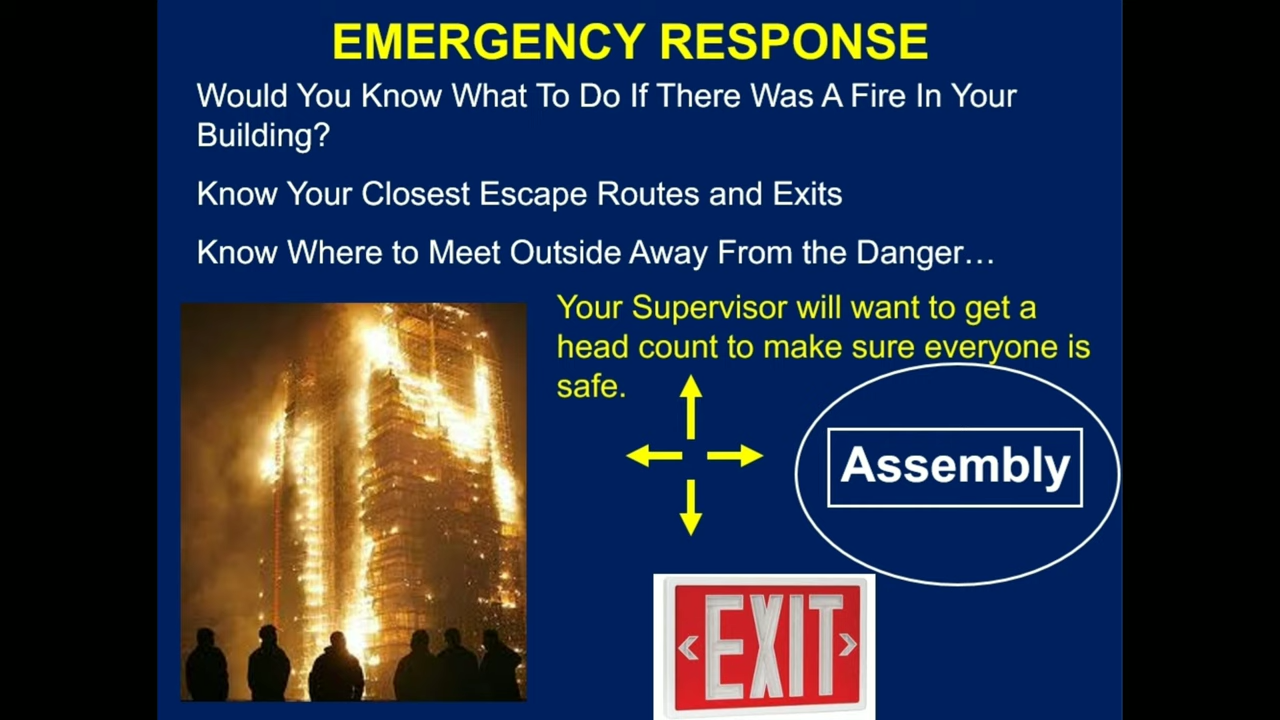 EMERGENCY RESPONSE
Would You Know What To Do If There Was A Fire In Your
Building?
Know Your Closest Escape Routes and Exits
Know Where to Meet Outside Away From the Danger…
Your Supervisor will want to get a
head count to make sure everyone is
safe.
Assembly
EXIT